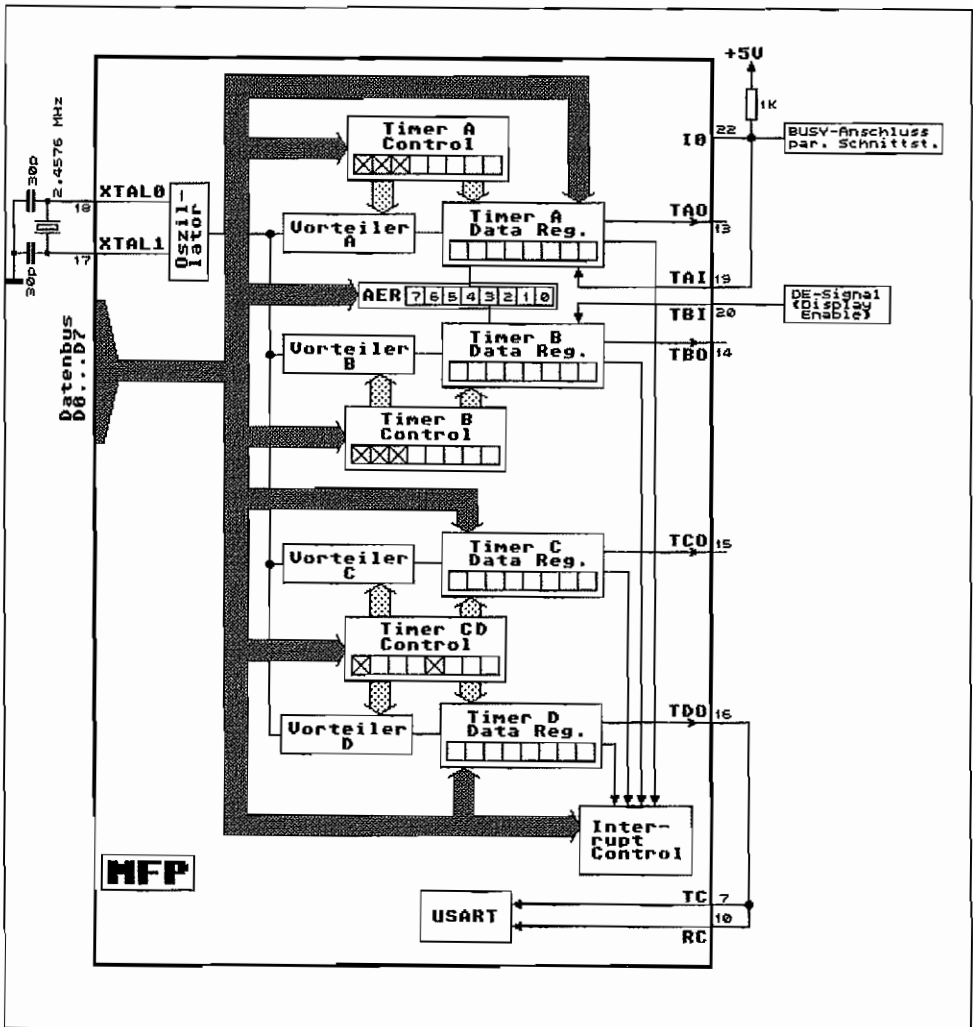 +5V
1K
I0
22
BUSY-Anschluss
par. Schnittst.
Timer A
Control
30p
2.4576 MHz
18
XTAL0
Oszil-
lator
30p
17
XTAL1
Vorteiler
A
Timer A
Data Reg.
TAO
13
TAI
19
AER
7 6 5 4 3 2 1 0
TBI
20
DE-Signal
(Display
Enable)
Vorteiler
B
Timer B
Data Reg.
TBO
14
Datenbus
D0...D7
Timer B
Control
Vorteiler
C
Timer C
Data Reg.
TCO
15
Timer CD
Control
Vorteiler
D
Timer D
Data Reg.
TDO
16
Inter-
rupt
Control
MFP
USART
TC
7
10
RC